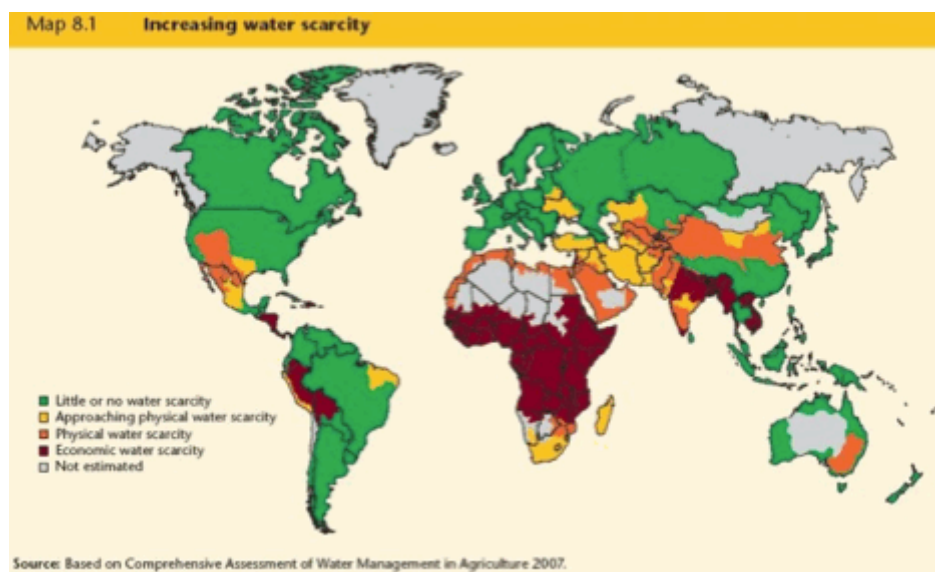 Map 8.1 Increasing water scarcity
Little or no water scarcity
Approaching physical water scarcity
Physical water scarcity
Economic water scarcity
Not estimated
Source: Based on Comprehensive Assessment of Water Management in Agriculture 2007.